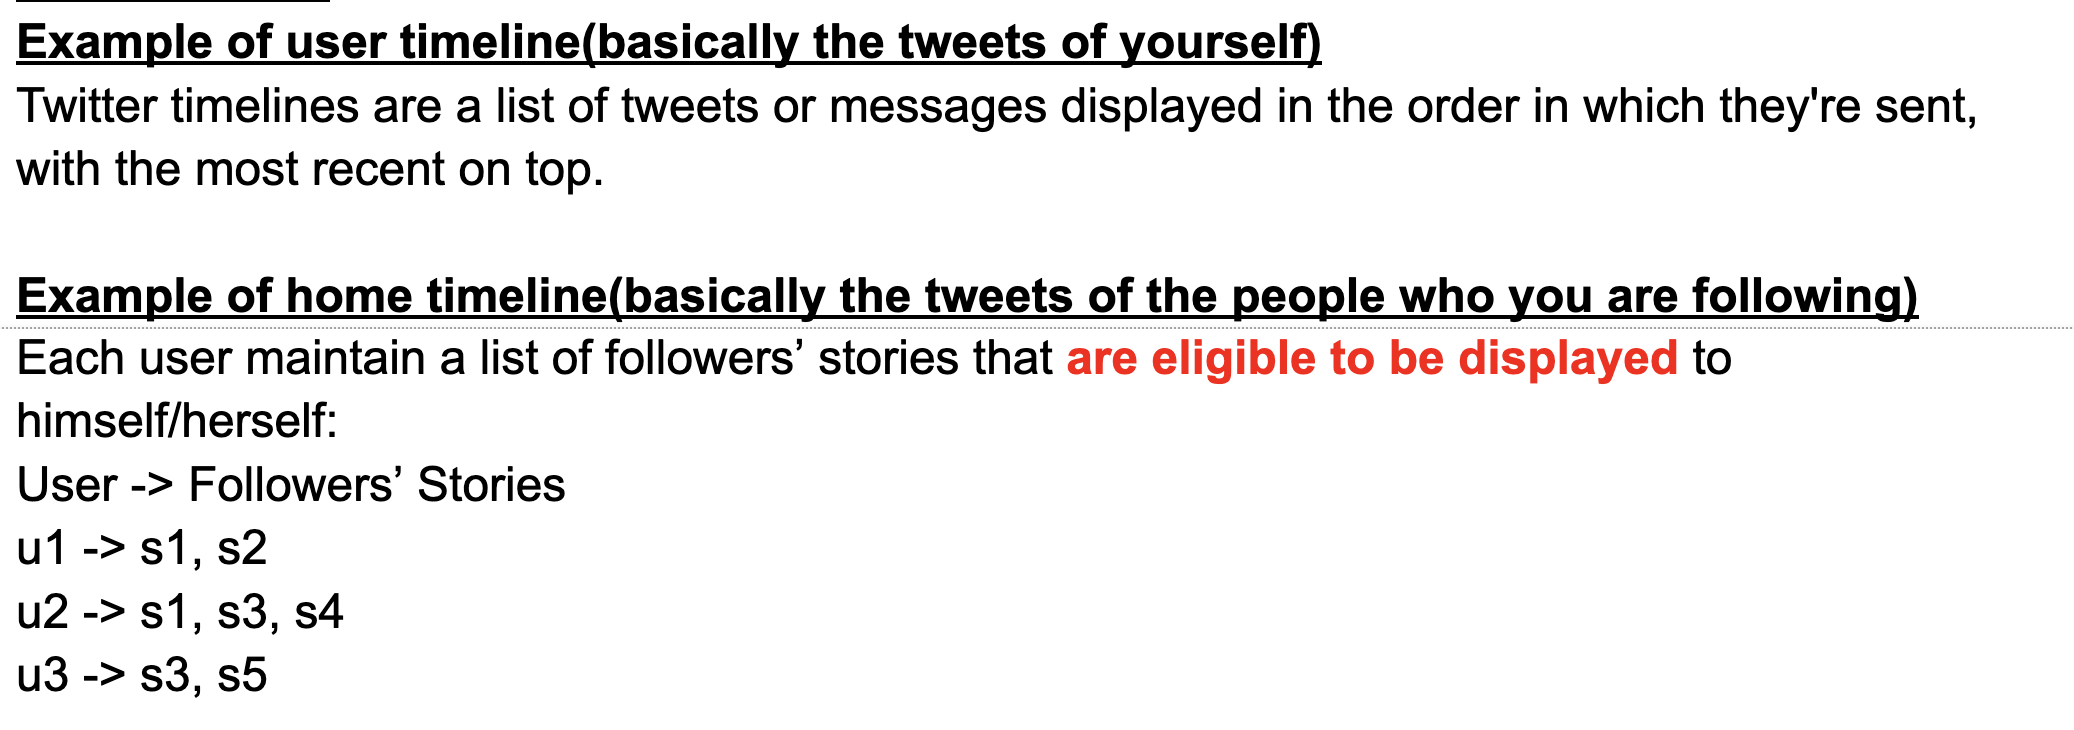 Example of user timeline(basically the tweets of yourself)
Twitter timelines are a list of tweets or messages displayed in the order in which they're sent,
with the most recent on top.
Example of home timeline(basically the tweets of the people who you are following)
Each user maintain a list of followers’ stories that are eligible to be displayed to
himself/herself:
User -> Followers’ Stories
u1 -> s1, s2
u2 -> s1, s3, s4
u3 -> s3, s5